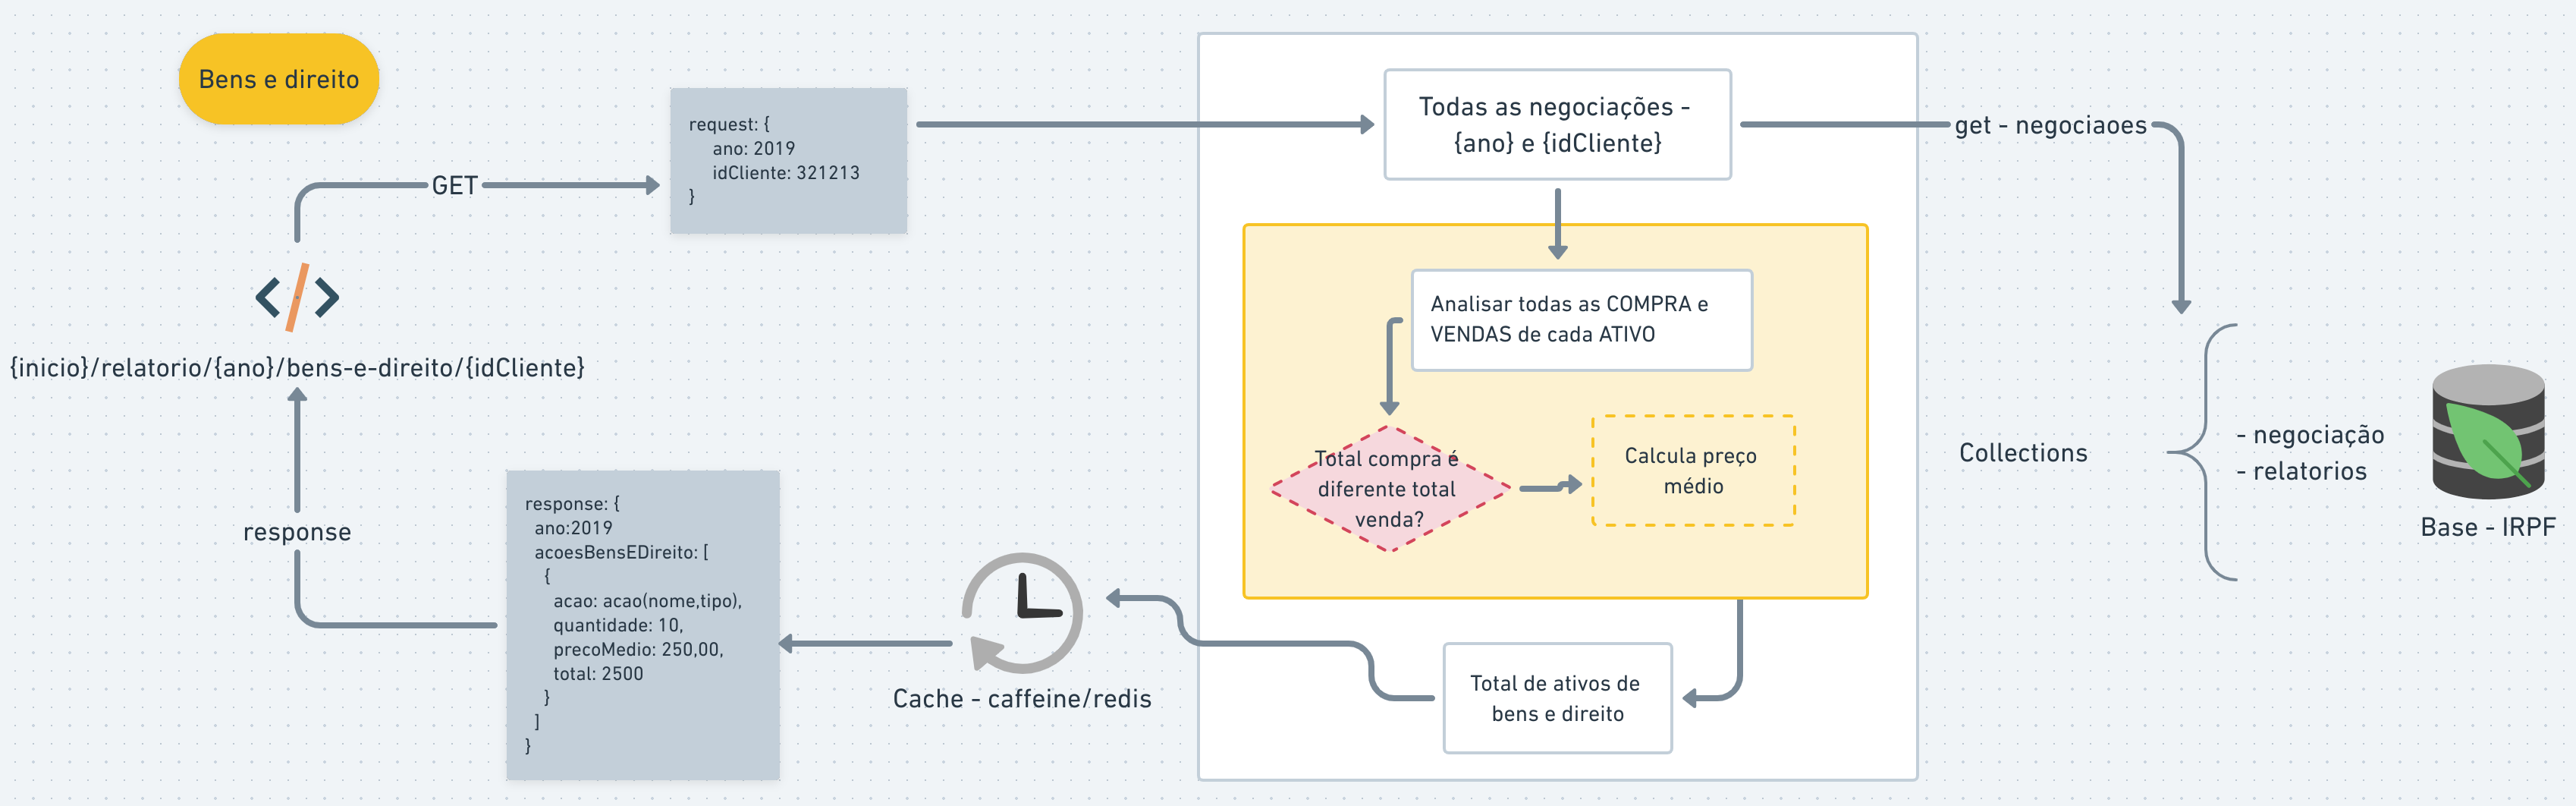 Bens e direito
GET
{inicio}/relatorio/{ano}/bens-e-direito/{idCliente}
response
request: {
ano: 2019
idCliente: 321213
}
response: {
ano:2019
acoesBensEDireito: [
{
acao: acao(nome,tipo),
quantidade: 10,
precoMedio: 250,00,
total: 2500
}
]
}
Cache - caffeine/redis
Todas as negociações -
{ano} e {idCliente}
Analisar todas as COMPRA e
VENDAS de cada ATIVO
Total compra é
diferente total
venda?
Calcula preço
médio
Total de ativos de
bens e direito
get - negociaoes
Collections
- negociação
- relatorios
Base - IRPF